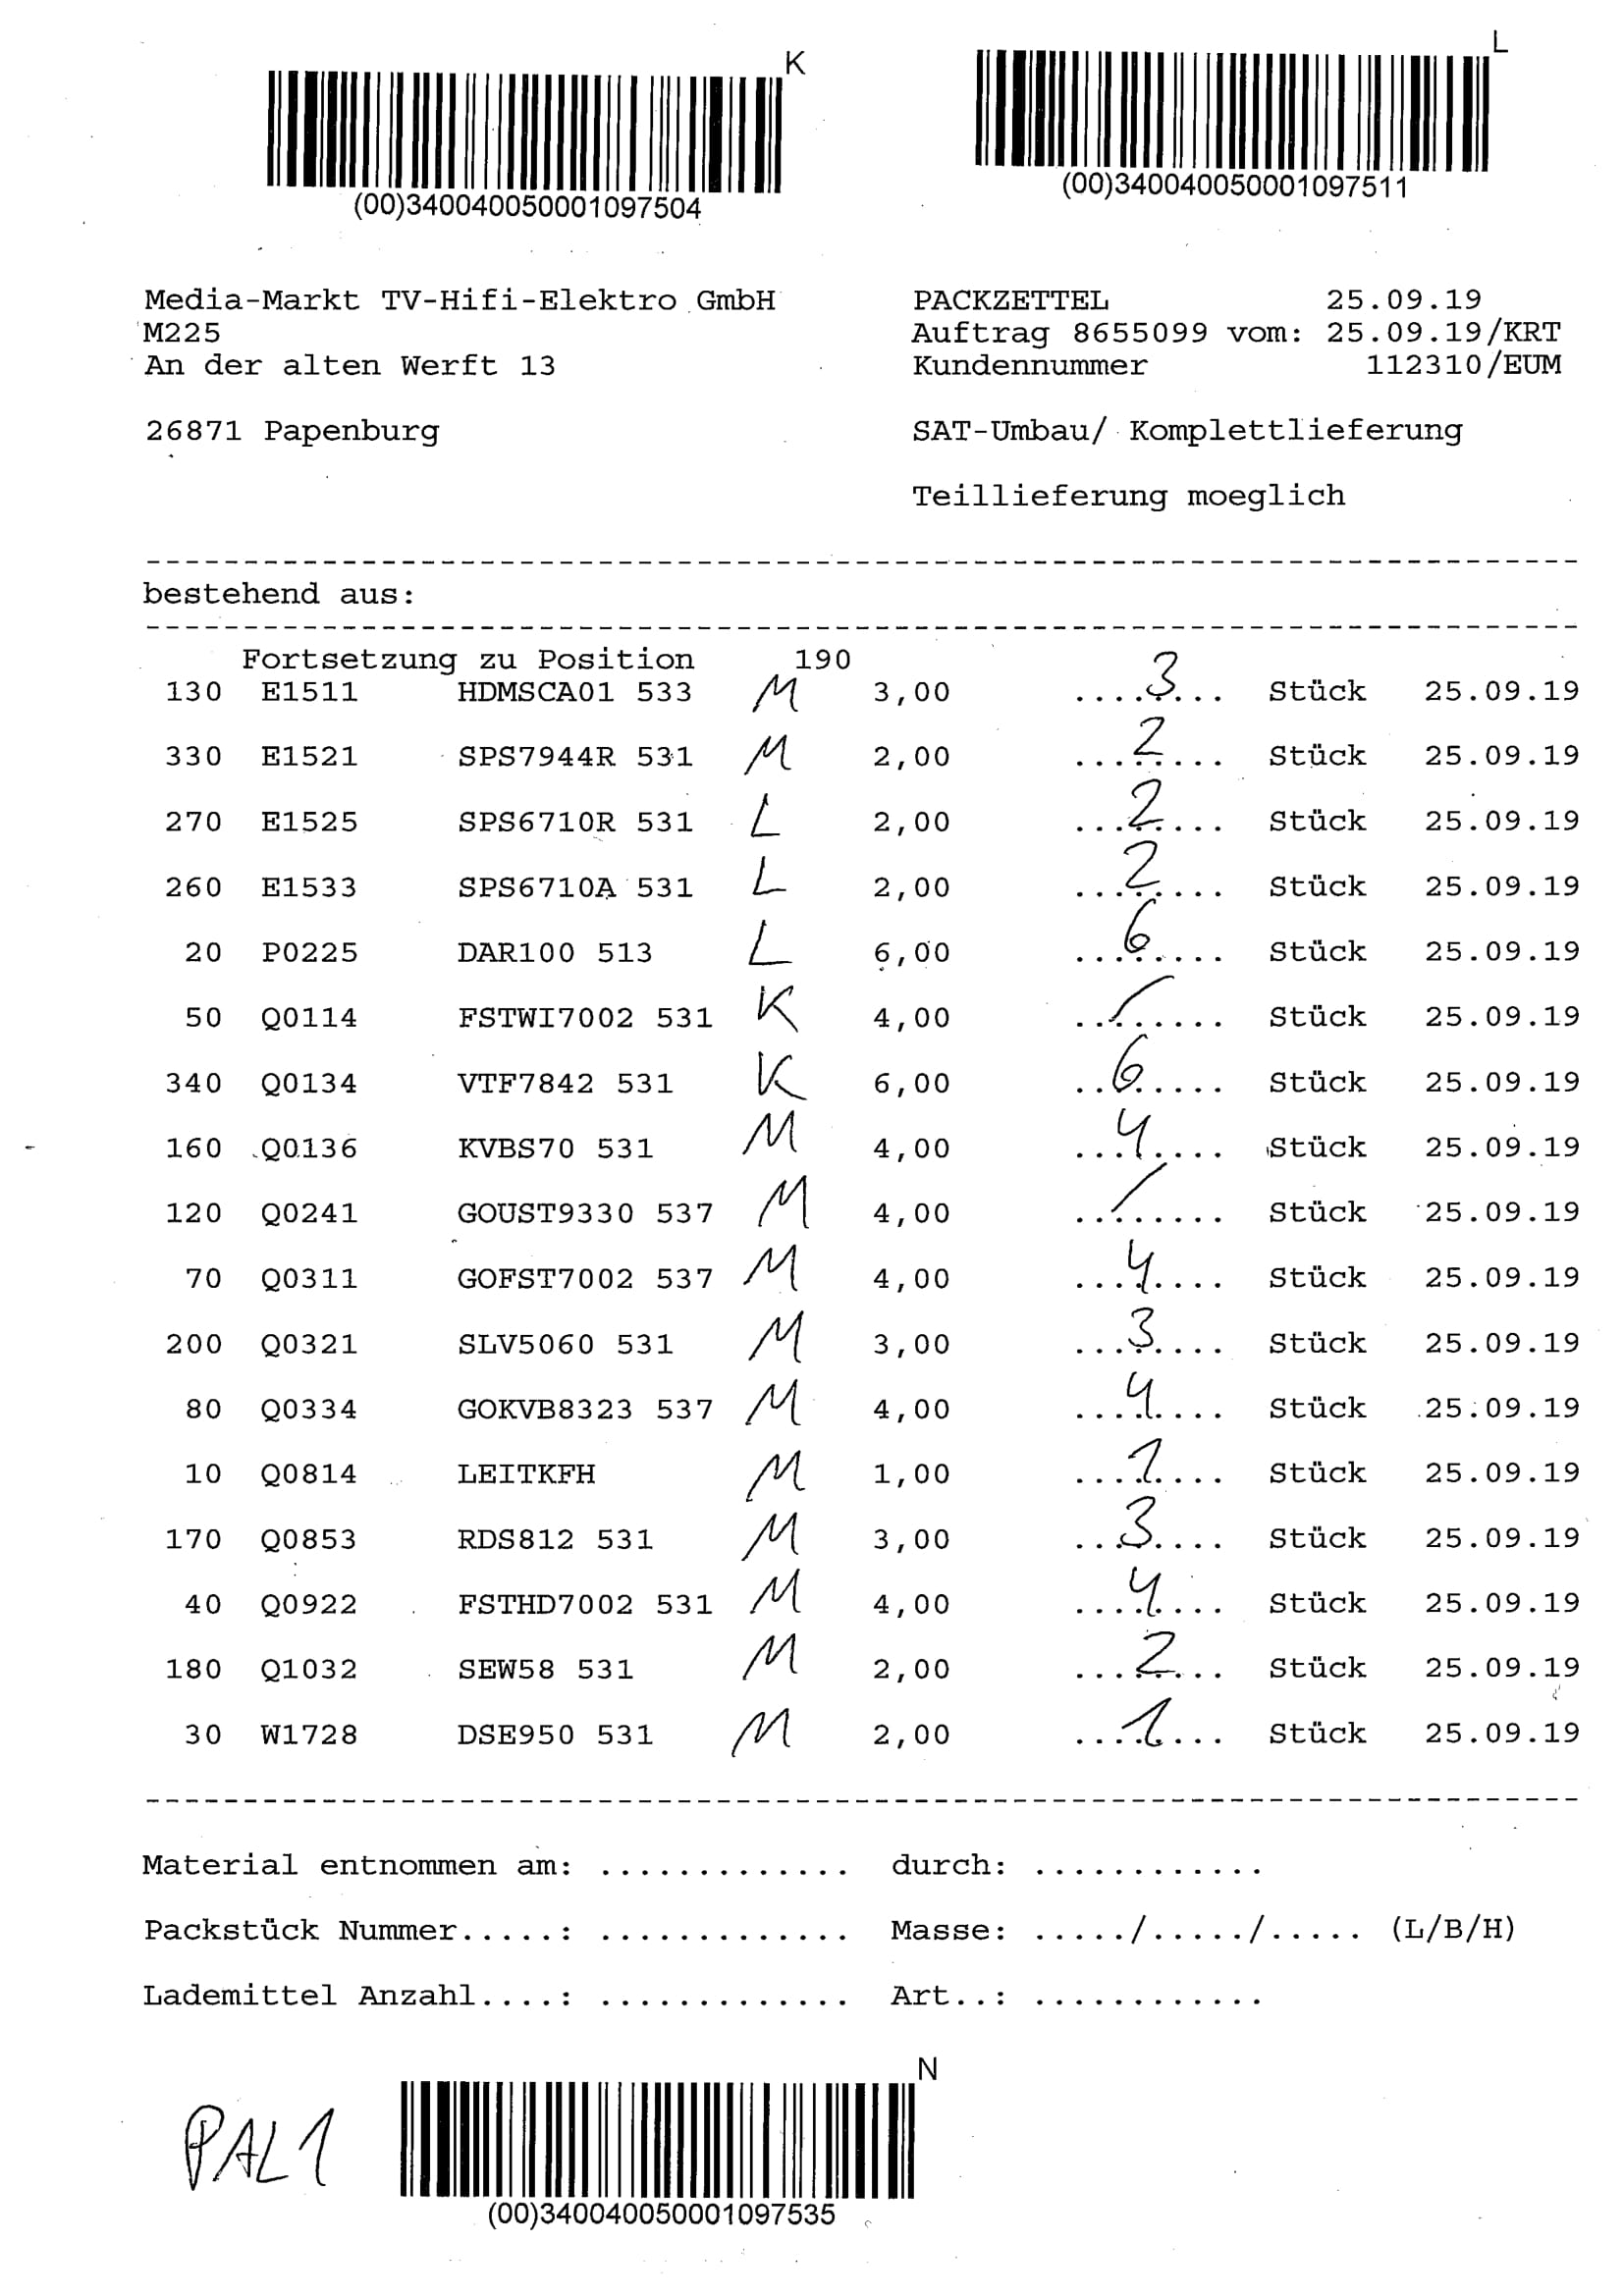 K
(00)340040050001097504
L
(00)340040050001097511
Media-Markt TV-Hifi-Elektro GmbH
M225
An der alten Werft 13
26871 Papenburg
PACKZETTEL 25.09.19
Auftrag 8655099 vom: 25.09.19/KRT
Kundennummer 112310/EUM
SAT-Umbau/ Komplettlieferung
Teillieferung moeglich
bestehend aus:
Fortsetzung zu Position 190
130 E1511 HDMSCA01 533 M 3,00 ....3... Stück 25.09.19
330 E1521 SPS7944R 531 M 2,00 ...2.... Stück 25.09.19
270 E1525 SPS6710R 531 L 2,00 ...2.... Stück 25.09.19
260 E1533 SPS6710A 531 L 2,00 ...2.... Stück 25.09.19
20 P0225 DAR100 513 L 6,00 ...6.... Stück 25.09.19
50 Q0114 FSTWI7002 531 K 4,00 ../..... Stück 25.09.19
340 Q0134 VTF7842 531 K 6,00 ..6..... Stück 25.09.19
160 Q0136 KVBS70 531 M 4,00 ...4.... Stück 25.09.19
120 Q0241 GOUST9330 537 M 4,00 ../..... Stück 25.09.19
70 Q0311 GOFST7002 537 M 4,00 ...4.... Stück 25.09.19
200 Q0321 SLV5060 531 M 3,00 ...3.... Stück 25.09.19
80 Q0334 GOKVB8323 537 M 4,00 ...4.... Stück 25.09.19
10 Q0814 LEITKFH M 1,00 ...1.... Stück 25.09.19
170 Q0853 RDS812 531 M 3,00 ...3.... Stück 25.09.19
40 Q0922 FSTHD7002 531 M 4,00 ...4.... Stück 25.09.19
180 Q1032 SEW58 531 M 2,00 ...2... Stück 25.09.19
30 W1728 DSE950 531 M 2,00 ....1... Stück 25.09.19
Material entnommen am: ............. durch: ............
Packstück Nummer.....: ............. Masse: ...../...../..... (L/B/H)
Lademittel Anzahl....: ............. Art..: ............
N
PAL1
(00)340040050001097535